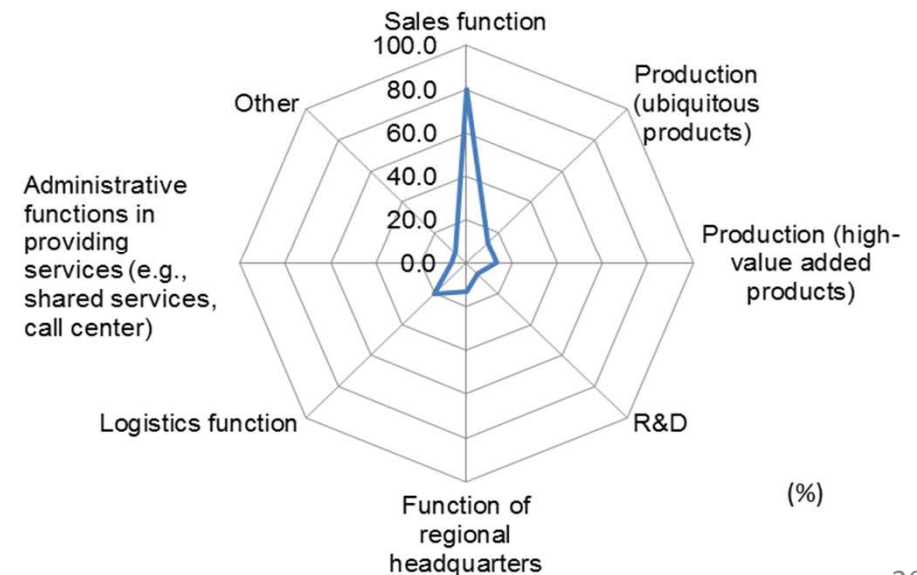 Sales function
100.0
80.0
60.0
40.0
20.0
0.0
Production
(ubiquitous
products)
Production (high-
value added
products)
R&D
Function of
regional
headquarters
Logistics function
Administrative
functions in
providing
services (e.g.,
shared services,
call center)
Other
(%)